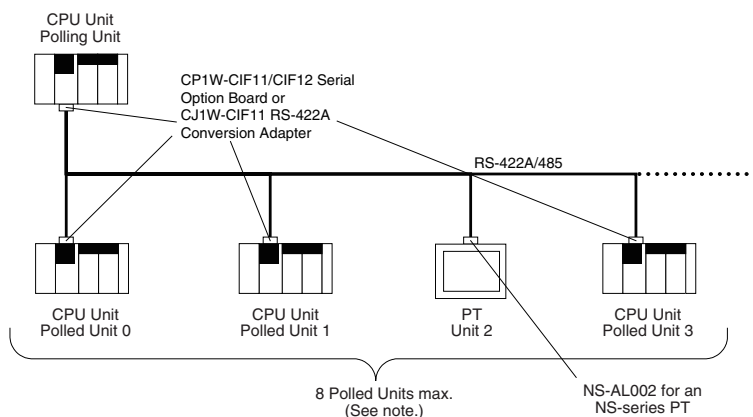 CPU Unit
Polling Unit
CP1W-CIF11/CIF12 Serial
Option Board or
CJ1W-CIF11 RS-422A
Conversion Adapter
RS-422A/485
CPU Unit
Polled Unit 0
CPU Unit
Polled Unit 1
PT
Unit 2
CPU Unit
Polled Unit 3
8 Polled Units max.
(See note.)
NS-AL002 for an
NS-series PT